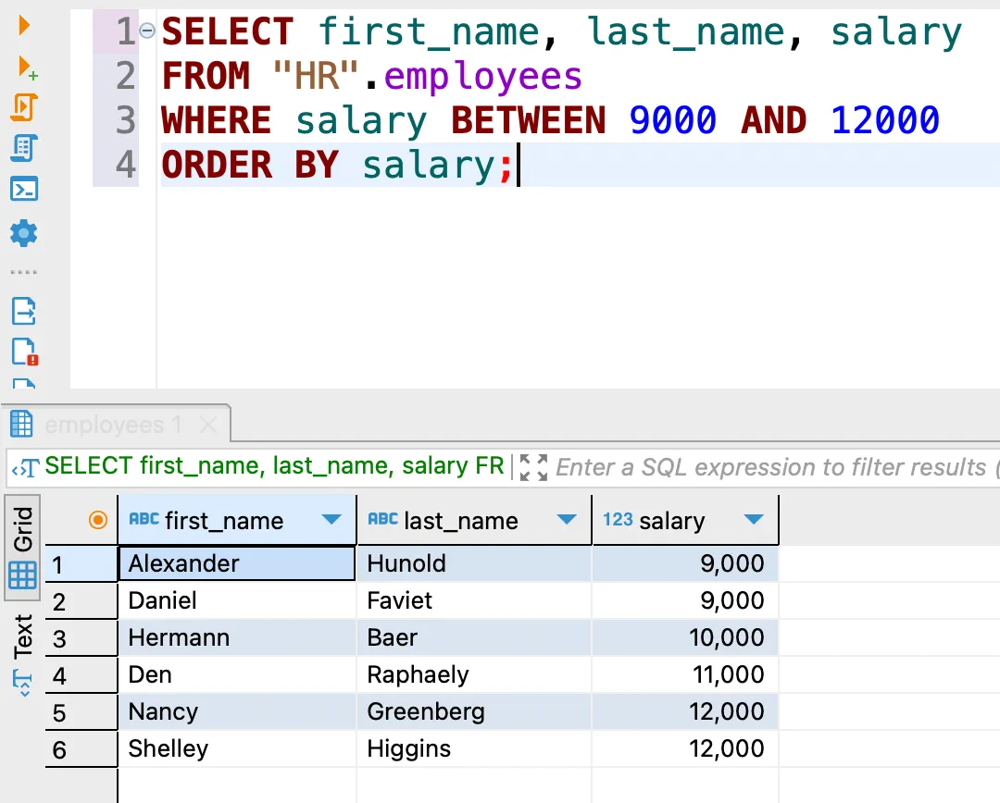 1 SELECT first_name, last_name, salary
2 FROM "HR".employees
3 WHERE salary BETWEEN 9000 AND 12000
4 ORDER BY salary;
employees 1
SELECT first_name, last_name, salary FR Enter a SQL expression to filter results (
Grid
Text
ABC first_name ABC last_name 123 salary
1 Alexander Hunold 9,000
2 Daniel Faviet 9,000
3 Hermann Baer 10,000
4 Den Raphaely 11,000
5 Nancy Greenberg 12,000
6 Shelley Higgins 12,000